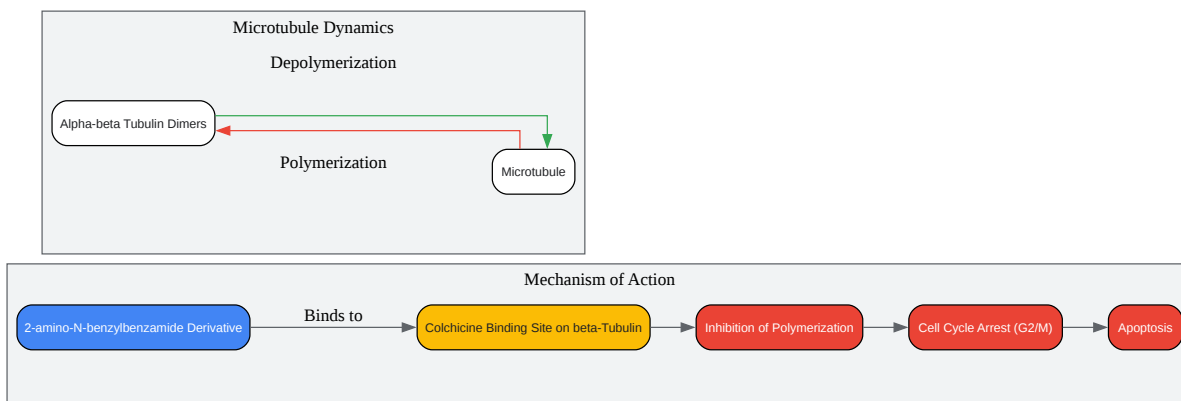 Microtubule Dynamics
Depolymerization
Alpha-beta Tubulin Dimers
Polymerization
Microtubule
Mechanism of Action
2-amino-N-benzylbenzamide Derivative
Binds to
Colchicine Binding Site on beta-Tubulin
Inhibition of Polymerization
Cell Cycle Arrest (G2/M)
Apoptosis